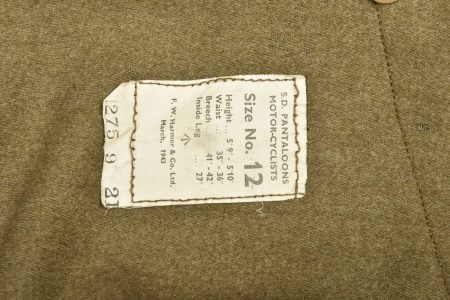 S.D. PANTALOONS
MOTOR-CYCLISTS
Size No. 12
Height ... 5' 9" - 5'10"
Waist ... 35" - 36"
Breech ... 41" - 42"
Inside Leg ... 27"
F. W. Harmer & Co. Ltd.
March, 1943
275 9 21